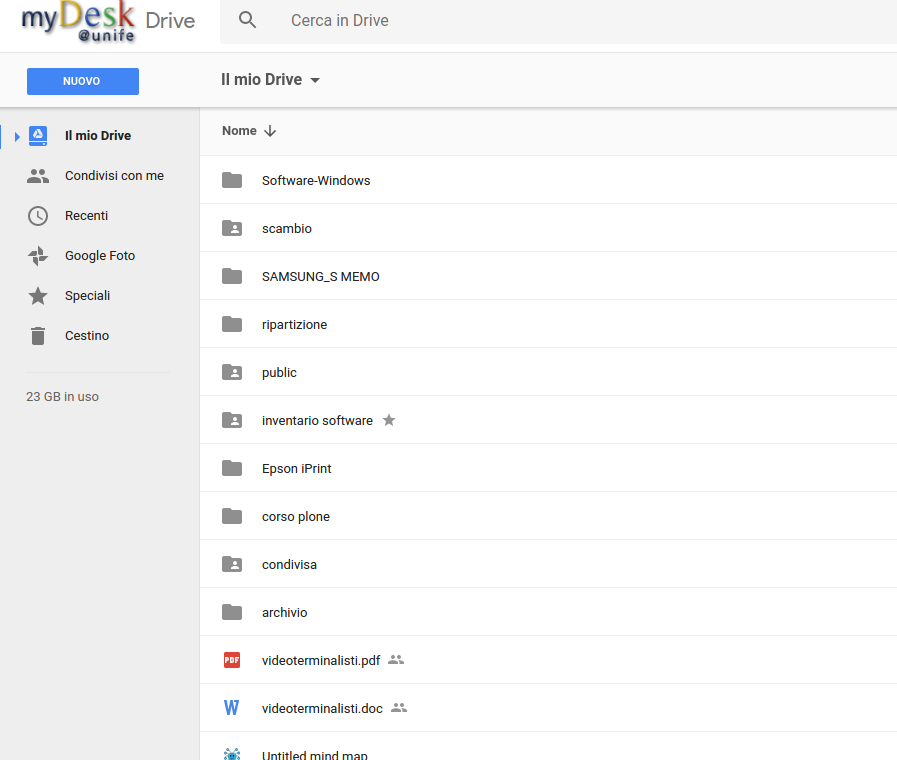 myDesk
@unife
Drive
Cerca in Drive
NUOVO
Il mio Drive
Il mio Drive
Condivisi con me
Recenti
Google Foto
Speciali
Cestino
23 GB in uso
Nome
Software-Windows
scambio
SAMSUNG_S MEMO
ripartizione
public
inventario software
Epson iPrint
corso plone
condivisa
archivio
PDF videoterminalisti.pdf
W videoterminalisti.doc
Untitled mind map